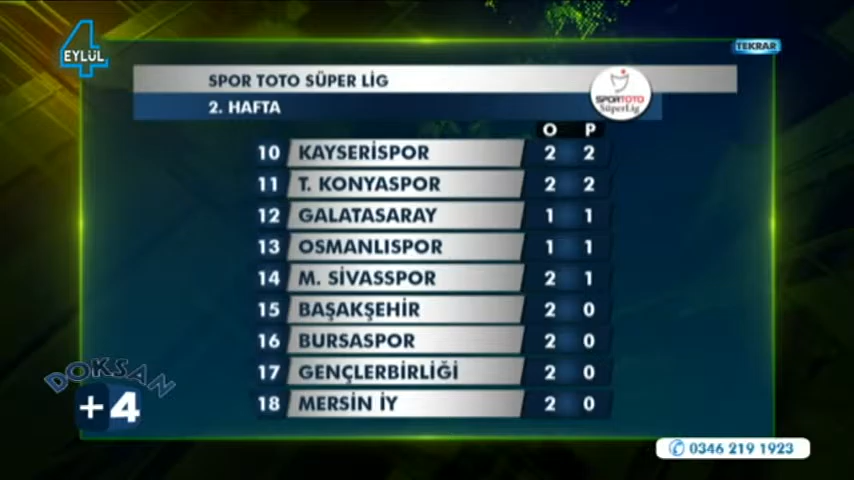 4
EYLÜL
TEKRAR
SPOR TOTO SÜPER LİG
SPORTOTO
SüperLig
2. HAFTA
O P
10 KAYSERİSPOR 2 2
11 T. KONYASPOR 2 2
12 GALATASARAY 1 1
13 OSMANLISPOR 1 1
14 M. SİVASSPOR 2 1
15 BAŞAKŞEHİR 2 0
16 BURSASPOR 2 0
17 GENÇLERBİRLİĞİ 2 0
18 MERSİN İY 2 0
DOKSAN
+4
0346 219 1923